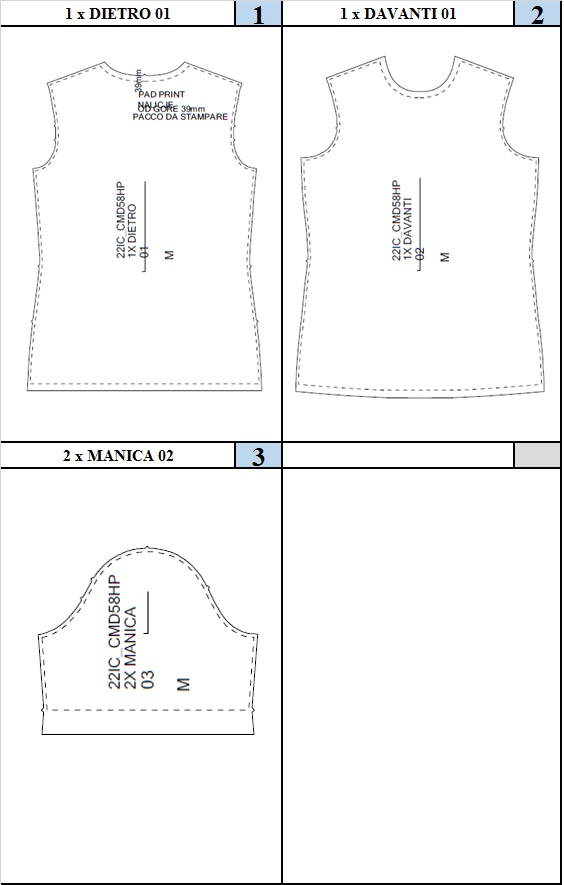 1 x DIETRO 01
1
1 x DAVANTI 01
2
39mm
PAD PRINT
NALICJE
OD GORE 39mm
PACCO DA STAMPARE
22IC_CMD58HP
1X DIETRO
01
M
22IC_CMD58HP
1X DAVANTI
02
M
2 x MANICA 02
3
22IC_CMD58HP
2X MANICA
03
M